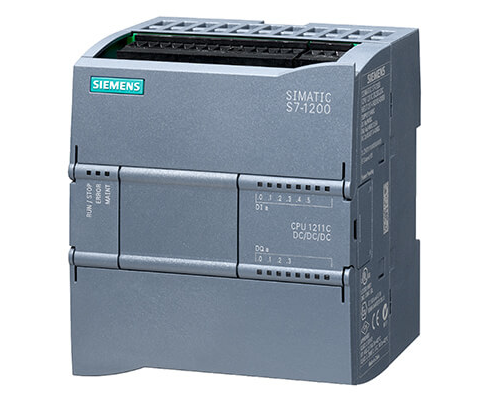 SIEMENS
SIMATIC
S7-1200
RUN / STOP
ERROR
MAINT
.0 .1 .2 .3 .4 .5
DI a
CPU 1211C
DC/DC/DC
DQ a
.0 .1 .2 .3